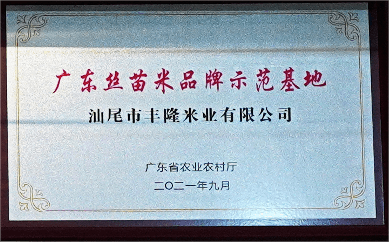 广东丝苗米品牌示范基地
汕尾市丰隆米业有限公司
广东省农业农村厅
二〇二一年九月